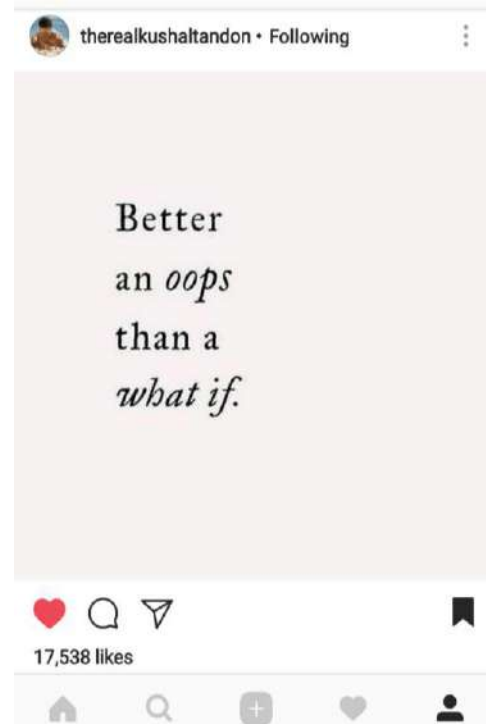 therealkushaltandon • Following
Better
an oops
than a
what if.
17,538 likes